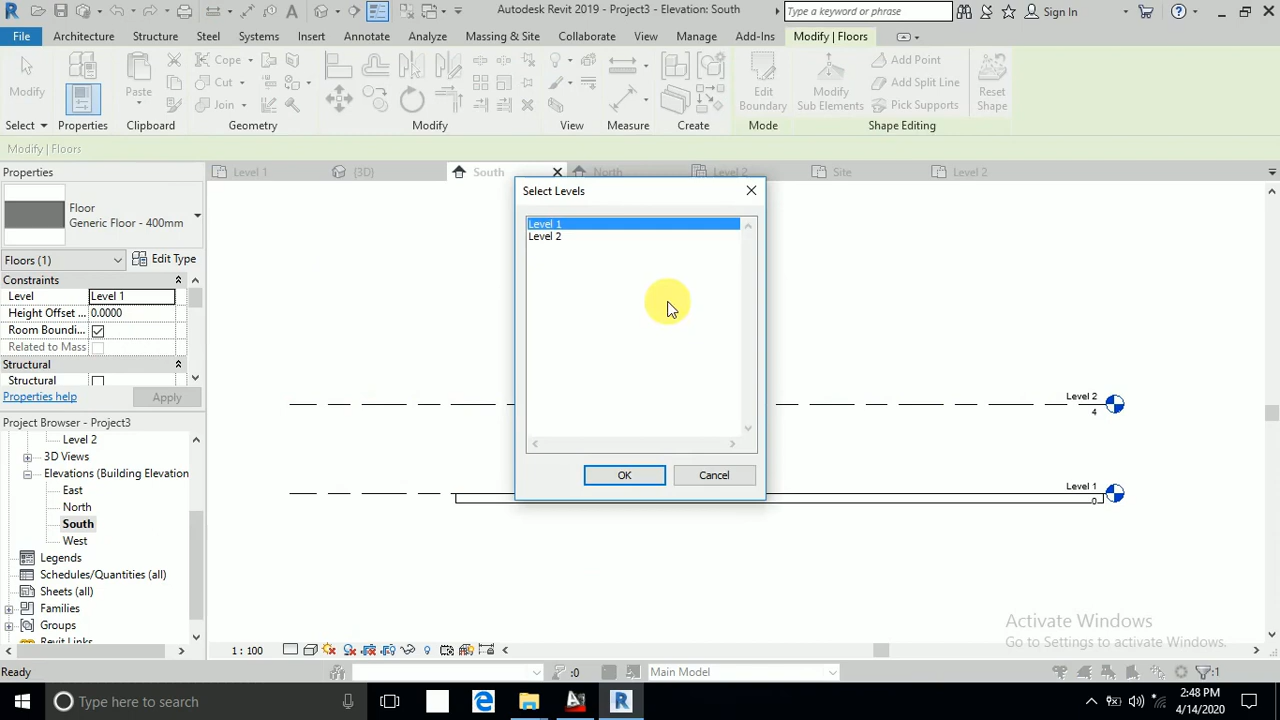 Autodesk Revit 2019 - Project3 - Elevation: South
Type a keyword or phrase
Sign In
File
Architecture
Structure
Steel
Systems
Insert
Annotate
Analyze
Massing & Site
Collaborate
View
Manage
Add-Ins
Modify | Floors
Modify
Paste
Cope
Cut
Join
Edit
Boundary
Modify
Sub Elements
Add Point
Add Split Line
Pick Supports
Reset
Shape
Select
Properties
Clipboard
Geometry
Modify
View
Measure
Create
Mode
Shape Editing
Modify | Floors
Properties
Level 1
(3D)
South
North
Level 2
Site
Level 2
Floor
Generic Floor - 400mm
Floors (1)
Edit Type
Constraints
Level
Level 1
Height Offset ...
0.0000
Room Boundi...
Related to Mass
Structural
Structural
Properties help
Apply
Select Levels
Level 1
Level 2
OK
Cancel
Level 2
4
Level 1
0
Project Browser - Project3
Level 2
3D Views
Elevations (Building Elevation
East
North
South
West
Legends
Schedules/Quantities (all)
Sheets (all)
Families
Groups
Revit Links
Activate Windows
Go to Settings to activate Windows.
1 : 100
Ready
:0
Main Model
:1
Type here to search
2:48 PM
4/14/2020